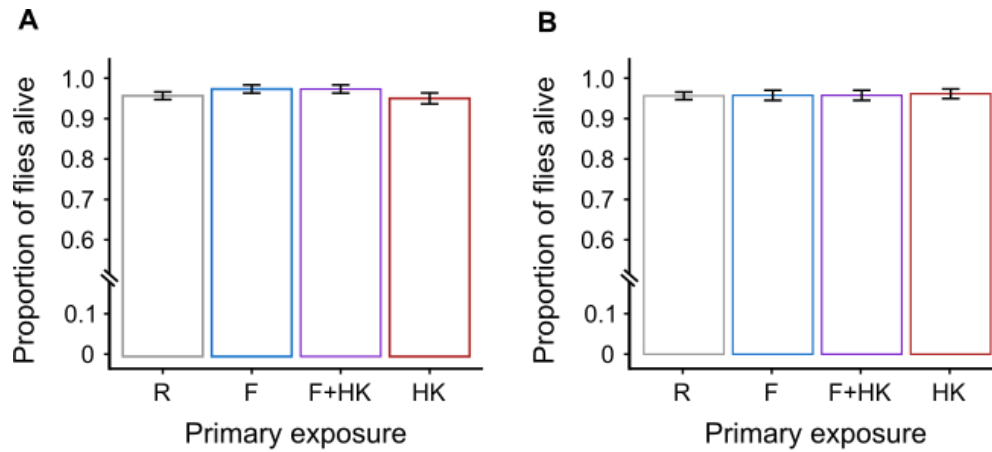 A
Proportion of flies alive
1.0
0.9
0.8
0.7
0.6
0.1
0
R F F+HK HK
Primary exposure
B
Proportion of flies alive
1.0
0.9
0.8
0.7
0.6
0.1
0
R F F+HK HK
Primary exposure